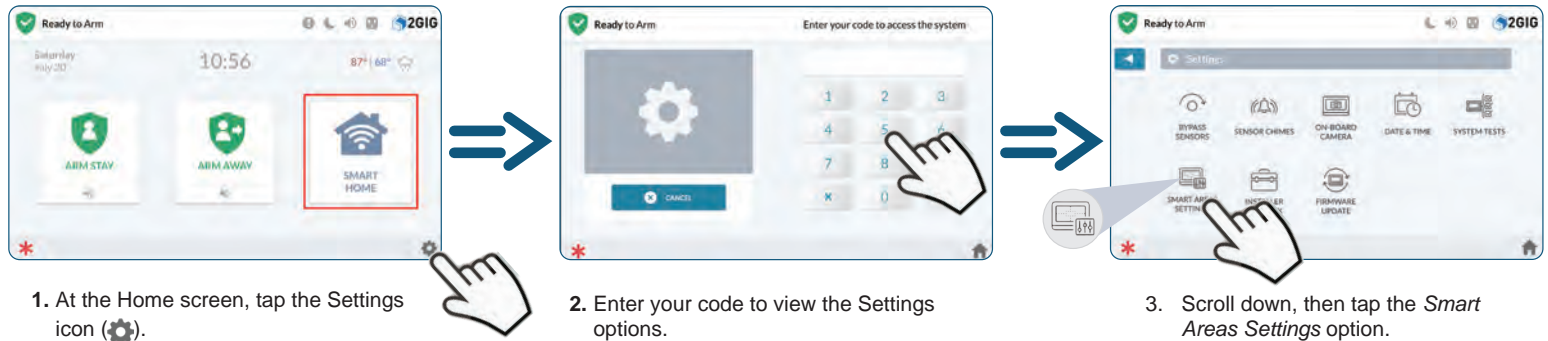 Ready to Arm
2GIG
Saturday
July 20
10:56
87° 68°
ARM STAY
ARM AWAY
SMART
HOME
1. At the Home screen, tap the Settings
icon ( ).
Ready to Arm
Enter your code to access the system
1 2 3
4 5 6
7 8
* 0
CANCEL
2. Enter your code to view the Settings
options.
Ready to Arm
2GIG
Settings
BYPASS
SENSORS
SENSOR CHIMES
ON-BOARD
CAMERA
DATE & TIME
SYSTEM TESTS
SMART
FIRMWARE
UPDATE
3. Scroll down, then tap the Smart
Areas Settings option.